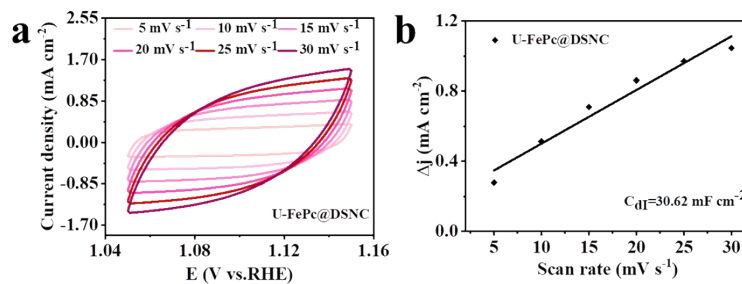 a
5 mV s-1 10 mV s-1 15 mV s-1
20 mV s-1 25 mV s-1 30 mV s-1
2.55
1.70
0.85
0.00
-0.85
-1.70
Current density (mA cm-2)
U-FePc@DSNC
1.04 1.08 1.12 1.16
E (V vs.RHE)
b
U-FePc@DSNC
1.2
0.8
0.4
0.0
Δj (mA cm-2)
CdI=30.62 mF cm-2
5 10 15 20 25 30
Scan rate (mV s-1)